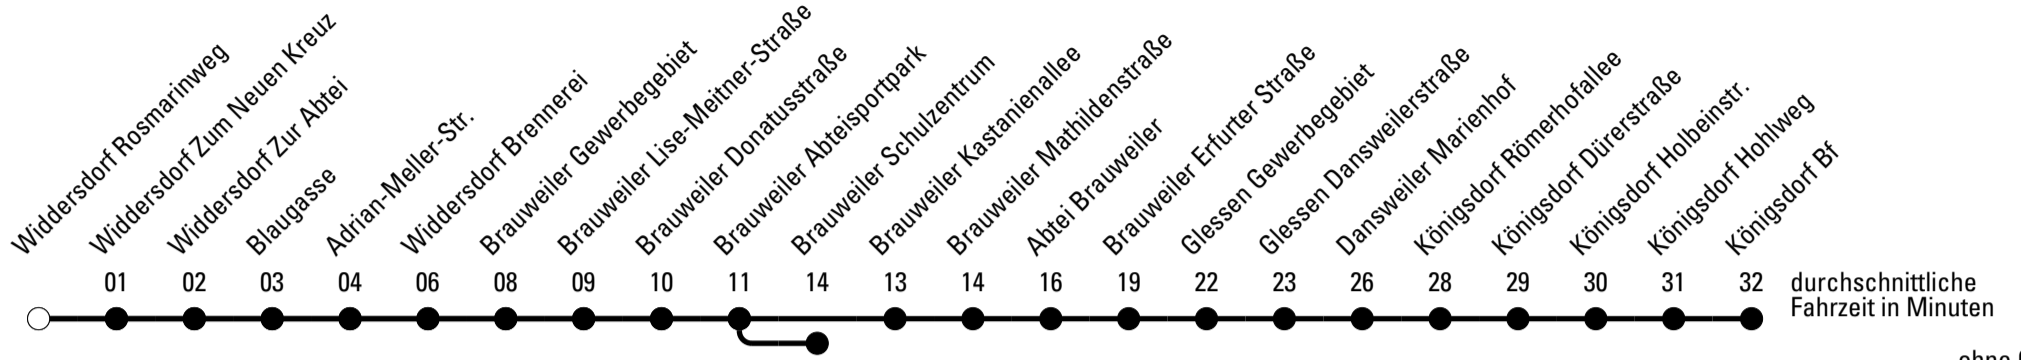 Widdersdorf Rosmarinweg
Widdersdorf Zum Neuen Kreuz
Widdersdorf Zur Abtei
Blaugasse
Adrian-Meller-Str.
Widdersdorf Brennerei
Brauweiler Gewerbegebiet
Brauweiler Lise-Meitner-Straße
Brauweiler Donatusstraße
Brauweiler Abteisportpark
Brauweiler Schulzentrum
Brauweiler Kastanienallee
Brauweiler Mathildenstraße
Abtei Brauweiler
Brauweiler Erfurter Straße
Glessen Gewerbegebiet
Glessen Dansweilerstraße
Dansweiler Marienhof
Königsdorf Römerhofallee
Königsdorf Dürerstraße
Königsdorf Holbeinstr.
Königsdorf Hohlweg
Königsdorf Bf
01 02 03 04 06 08 09 10 11 14 13 14 16 19 22 23 26 28 29 30 31 32
durchschnittliche
Fahrzeit in Minuten